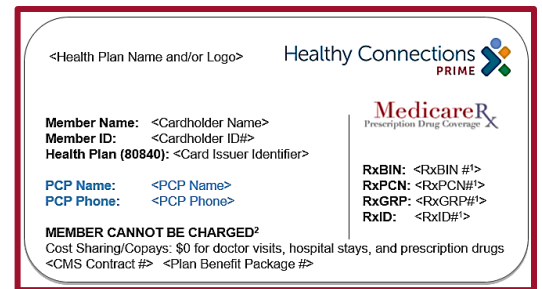 <Health Plan Name and/or Logo>
Healthy Connections
PRIME
MedicareRx
Prescription Drug Coverage
Member Name: <Cardholder Name>
Member ID: <Cardholder ID#>
Health Plan (80840): <Card Issuer Identifier>
PCP Name: <PCP Name>
PCP Phone: <PCP Phone>
RxBIN: <RxBIN #¹>
RxPCN: <RxPCN#¹>
RxGRP: <RxGRP#¹>
RxID: <RxID#¹>
MEMBER CANNOT BE CHARGED²
Cost Sharing/Copays: $0 for doctor visits, hospital stays, and prescription drugs
<CMS Contract #> <Plan Benefit Package #>